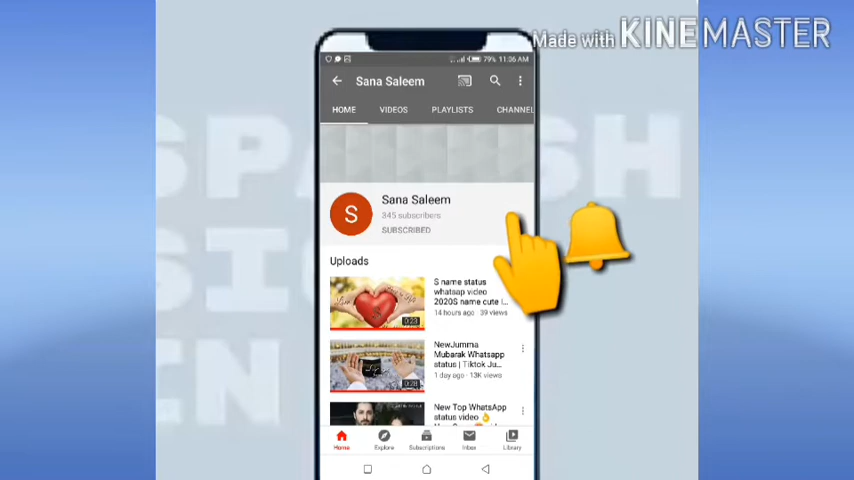 Made with KINEMASTER
79% 11:06 AM
Sana Saleem
HOME VIDEOS PLAYLISTS CHANNEL
S
Sana Saleem
345 subscribers
SUBSCRIBED
Uploads
0:23
S name status
whatsap video
2020S name cute l...
14 hours ago · 39 views
0:28
NewJumma
Mubarak Whatsapp
status | Tiktok Ju...
1 day ago · 13K views
New Top WhatsApp
status video 👌
Home Explore Subscriptions Inbox Library